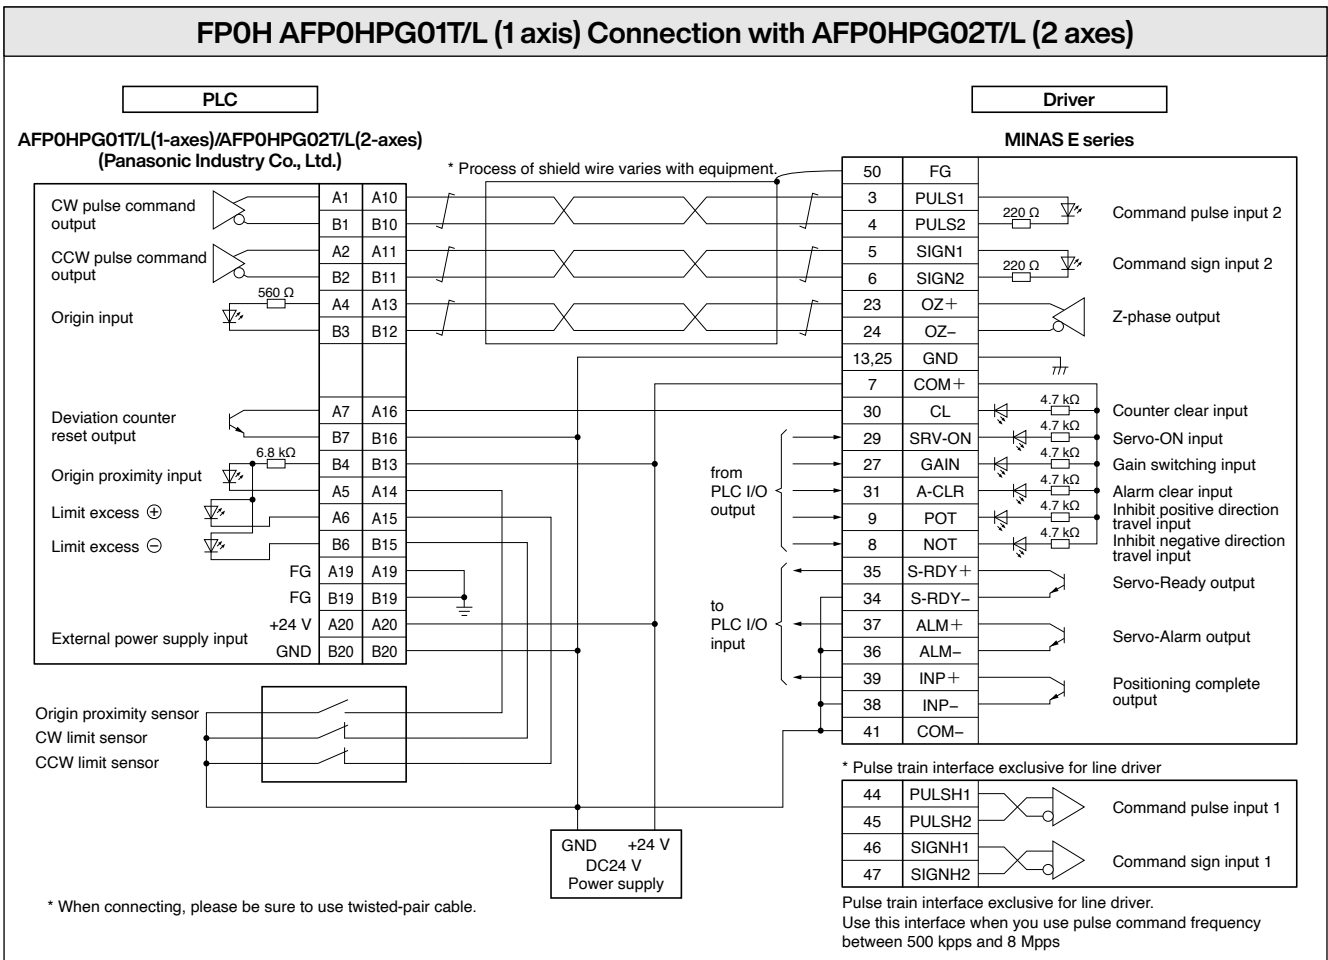 FP0H AFP0HPG01T/L (1 axis) Connection with AFP0HPG02T/L (2 axes)
PLC
Driver
AFP0HPG01T/L(1-axes)/AFP0HPG02T/L(2-axes)
(Panasonic Industry Co., Ltd.)
MINAS E series
* Process of shield wire varies with equipment.
CW pulse command
output
A1 A10
B1 B10
CCW pulse command
output
A2 A11
B2 B11
Origin input
560 Ω
A4 A13
B3 B12
Deviation counter
reset output
A7 A16
B7 B16
Origin proximity input
6.8 kΩ
B4 B13
A5 A14
Limit excess ⊕
A6 A15
Limit excess ⊖
B6 B15
FG A19 A19
FG B19 B19
External power supply input
+24 V A20 A20
GND B20 B20
Origin proximity sensor
CW limit sensor
CCW limit sensor
from
PLC I/O
output
to
PLC I/O
input
GND +24 V
DC24 V
Power supply
50 FG
3 PULS1
4 PULS2
220 Ω
Command pulse input 2
5 SIGN1
6 SIGN2
220 Ω
Command sign input 2
23 OZ+
24 OZ−
Z-phase output
13,25 GND
7 COM+
30 CL 4.7 kΩ Counter clear input
29 SRV-ON 4.7 kΩ Servo-ON input
27 GAIN 4.7 kΩ Gain switching input
31 A-CLR 4.7 kΩ Alarm clear input
9 POT 4.7 kΩ Inhibit positive direction
travel input
8 NOT 4.7 kΩ Inhibit negative direction
travel input
35 S-RDY+
34 S-RDY−
Servo-Ready output
37 ALM+
36 ALM−
Servo-Alarm output
39 INP+
38 INP−
Positioning complete
output
41 COM−
* Pulse train interface exclusive for line driver
44 PULSH1
45 PULSH2
Command pulse input 1
46 SIGNH1
47 SIGNH2
Command sign input 1
* When connecting, please be sure to use twisted-pair cable.
Pulse train interface exclusive for line driver.
Use this interface when you use pulse command frequency
between 500 kpps and 8 Mpps